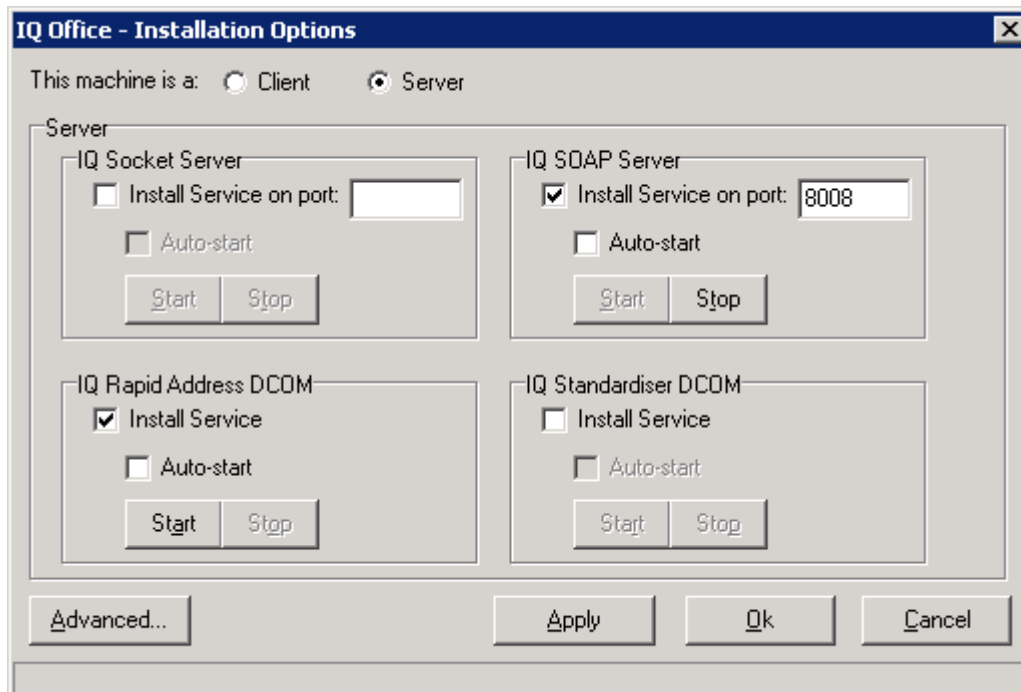 IQ Office - Installation Options
This machine is a: Client Server
Server
IQ Socket Server
Install Service on port:
Auto-start
Start Stop
IQ SOAP Server
Install Service on port: 8008
Auto-start
Start Stop
IQ Rapid Address DCOM
Install Service
Auto-start
Start Stop
IQ Standardiser DCOM
Install Service
Auto-start
Start Stop
Advanced... Apply Ok Cancel